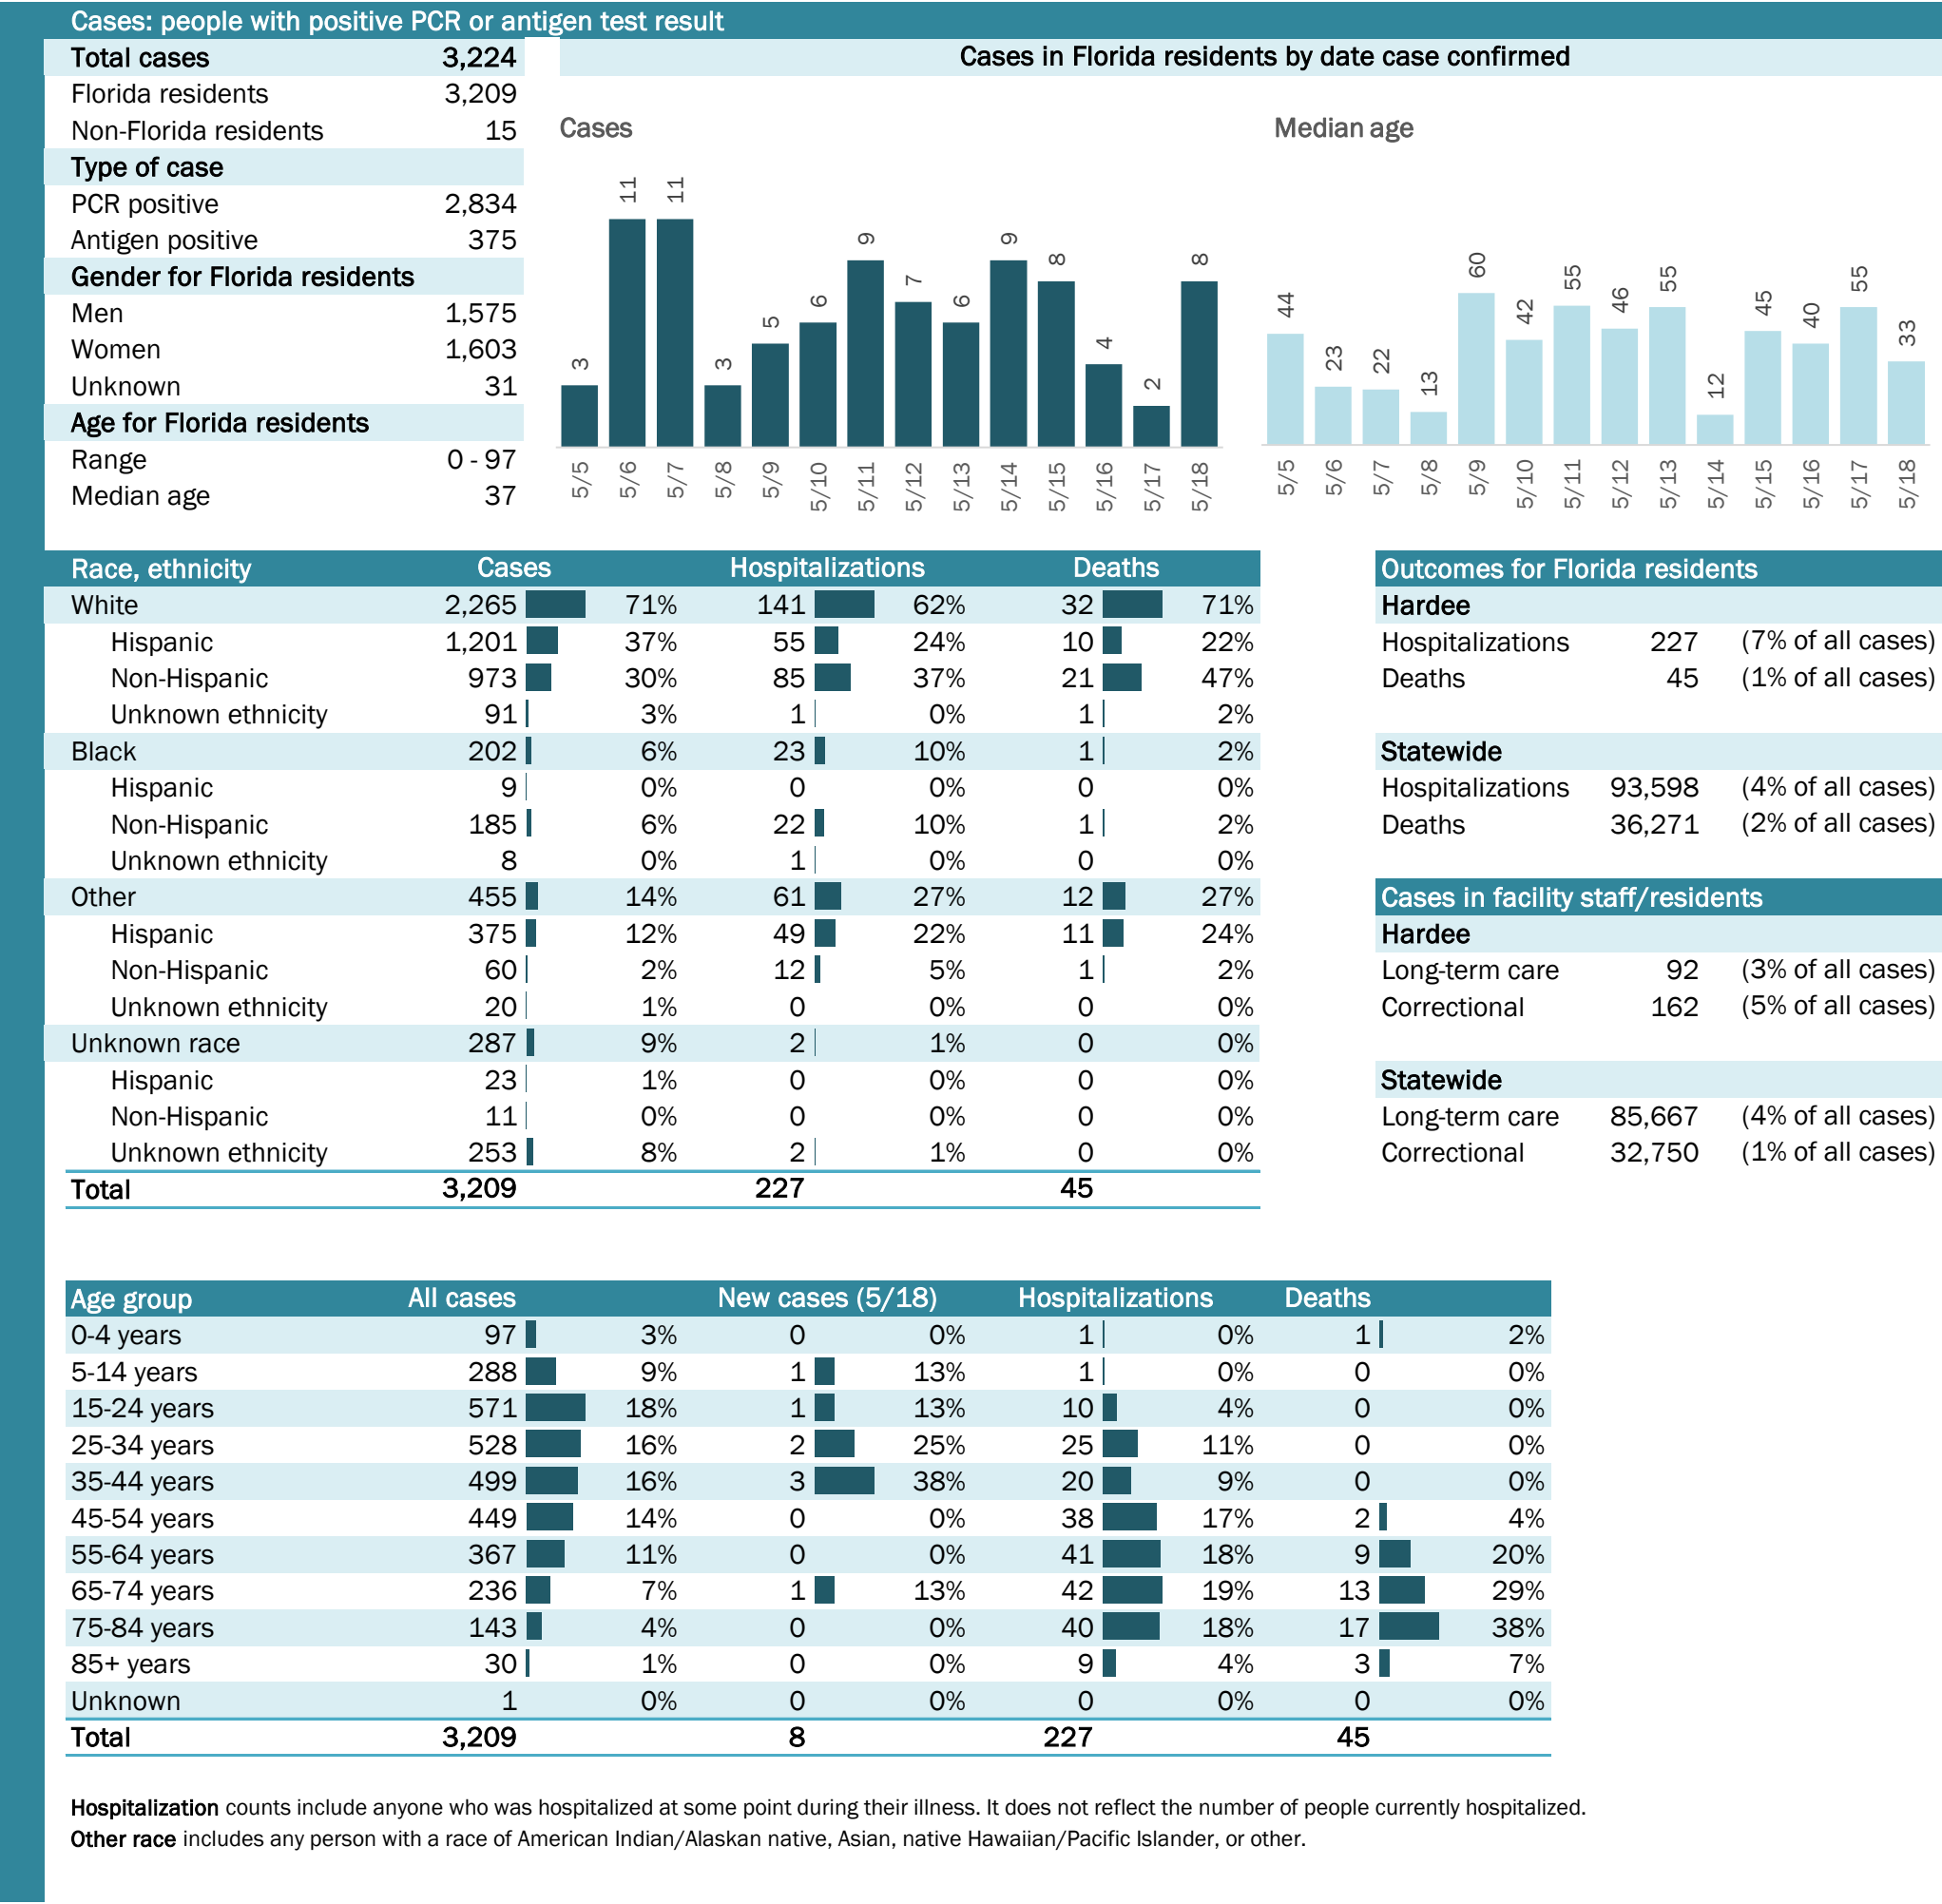 Cases: people with positive PCR or antigen test result
Total cases 3,224
Florida residents 3,209
Non-Florida residents 15
Type of case
PCR positive 2,834
Antigen positive 375
Gender for Florida residents
Men 1,575
Women 1,603
Unknown 31
Age for Florida residents
Range 0 - 97
Median age 37
Cases in Florida residents by date case confirmed
Cases
3 11 11 3 5 6 9 7 6 9 8 4 2 8
5/5 5/6 5/7 5/8 5/9 5/10 5/11 5/12 5/13 5/14 5/15 5/16 5/17 5/18
Median age
44 23 22 13 60 42 55 46 55 12 45 40 55 33
5/5 5/6 5/7 5/8 5/9 5/10 5/11 5/12 5/13 5/14 5/15 5/16 5/17 5/18
Race, ethnicity Cases Hospitalizations Deaths
White 2,265 71% 141 62% 32 71%
Hispanic 1,201 37% 55 24% 10 22%
Non-Hispanic 973 30% 85 37% 21 47%
Unknown ethnicity 91 3% 1 0% 1 2%
Black 202 6% 23 10% 1 2%
Hispanic 9 0% 0 0% 0 0%
Non-Hispanic 185 6% 22 10% 1 2%
Unknown ethnicity 8 0% 1 0% 0 0%
Other 455 14% 61 27% 12 27%
Hispanic 375 12% 49 22% 11 24%
Non-Hispanic 60 2% 12 5% 1 2%
Unknown ethnicity 20 1% 0 0% 0 0%
Unknown race 287 9% 2 1% 0 0%
Hispanic 23 1% 0 0% 0 0%
Non-Hispanic 11 0% 0 0% 0 0%
Unknown ethnicity 253 8% 2 1% 0 0%
Total 3,209 227 45
Outcomes for Florida residents
Hardee
Hospitalizations 227 (7% of all cases)
Deaths 45 (1% of all cases)
Statewide
Hospitalizations 93,598 (4% of all cases)
Deaths 36,271 (2% of all cases)
Cases in facility staff/residents
Hardee
Long-term care 92 (3% of all cases)
Correctional 162 (5% of all cases)
Statewide
Long-term care 85,667 (4% of all cases)
Correctional 32,750 (1% of all cases)
Age group All cases New cases (5/18) Hospitalizations Deaths
0-4 years 97 3% 0 0% 1 0% 1 2%
5-14 years 288 9% 1 13% 1 0% 0 0%
15-24 years 571 18% 1 13% 10 4% 0 0%
25-34 years 528 16% 2 25% 25 11% 0 0%
35-44 years 499 16% 3 38% 20 9% 0 0%
45-54 years 449 14% 0 0% 38 17% 2 4%
55-64 years 367 11% 0 0% 41 18% 9 20%
65-74 years 236 7% 1 13% 42 19% 13 29%
75-84 years 143 4% 0 0% 40 18% 17 38%
85+ years 30 1% 0 0% 9 4% 3 7%
Unknown 1 0% 0 0% 0 0% 0 0%
Total 3,209 8 227 45
Hospitalization counts include anyone who was hospitalized at some point during their illness. It does not reflect the number of people currently hospitalized.
Other race includes any person with a race of American Indian/Alaskan native, Asian, native Hawaiian/Pacific Islander, or other.